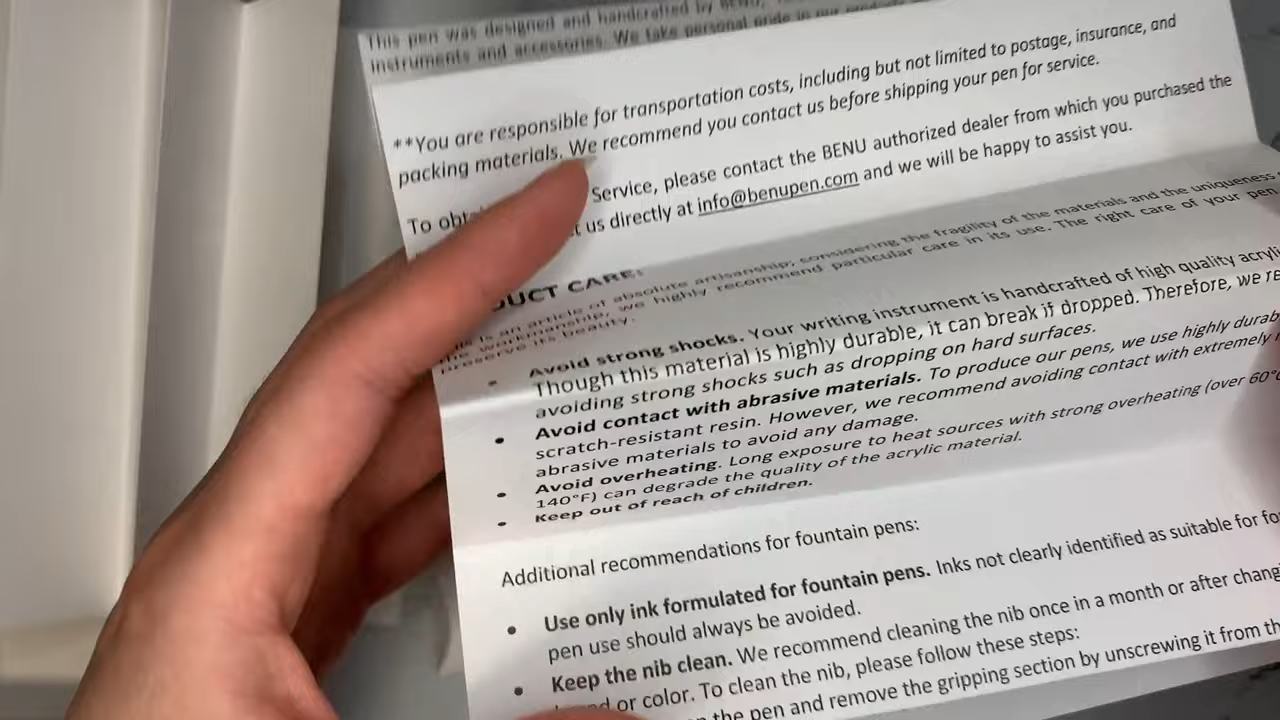 This pen was designed and handcrafted by BENU,
instruments and accessories. We take personal pride in our products
**You are responsible for transportation costs, including but not limited to postage, insurance, and
packing materials. We recommend you contact us before shipping your pen for service.
To Service, please contact the BENU authorized dealer from which you purchased the
us directly at info@benupen.com and we will be happy to assist you.
CARE:
is an article of absolute artisanship; considering the fragility of the materials and the uniqueness
the workmanship, we highly recommend particular care in its use. The right care of your pen
preserve its beauty.
• Avoid strong shocks. Your writing instrument is handcrafted of high quality
Though this material is highly durable, it can break if dropped. Therefore, we
avoiding strong shocks such as dropping on hard surfaces.
• Avoid contact with abrasive materials. To produce our pens, we use highly
scratch-resistant resin. However, we recommend avoiding contact with extremely
abrasive materials to avoid any damage.
• Avoid overheating. Long exposure to heat sources with strong overheating (over 60°
140°F) can degrade the quality of the acrylic material.
• Keep out of reach of children.
Additional recommendations for fountain pens:
• Use only ink formulated for fountain pens. Inks not clearly identified as suitable for
pen use should always be avoided.
• Keep the nib clean. We recommend cleaning the nib once in a month or after
or color. To clean the nib, please follow these steps:
the pen and remove the gripping section by unscrewing it from